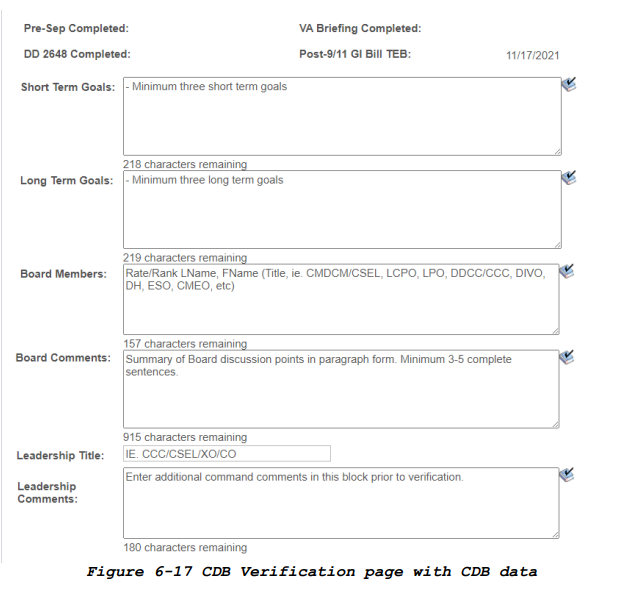 Pre-Sep Completed: VA Briefing Completed:
DD 2648 Completed: Post-9/11 GI Bill TEB: 11/17/2021
Short Term Goals: - Minimum three short term goals
218 characters remaining
Long Term Goals: - Minimum three long term goals
219 characters remaining
Board Members: Rate/Rank LName, FName (Title, ie. CMDCM/CSEL, LCPO, LPO, DDCC/CCC, DIVO,
DH, ESO, CMEO, etc)
157 characters remaining
Board Comments: Summary of Board discussion points in paragraph form. Minimum 3-5 complete
sentences.
915 characters remaining
Leadership Title: IE. CCC/CSEL/XO/CO
Leadership Comments: Enter additional command comments in this block prior to verification.
180 characters remaining
Figure 6-17 CDB Verification page with CDB data